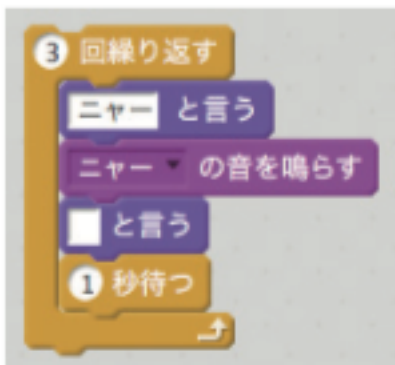 3 回繰り返す
ニャー と言う
ニャー の音を鳴らす
と言う
1 秒待つ